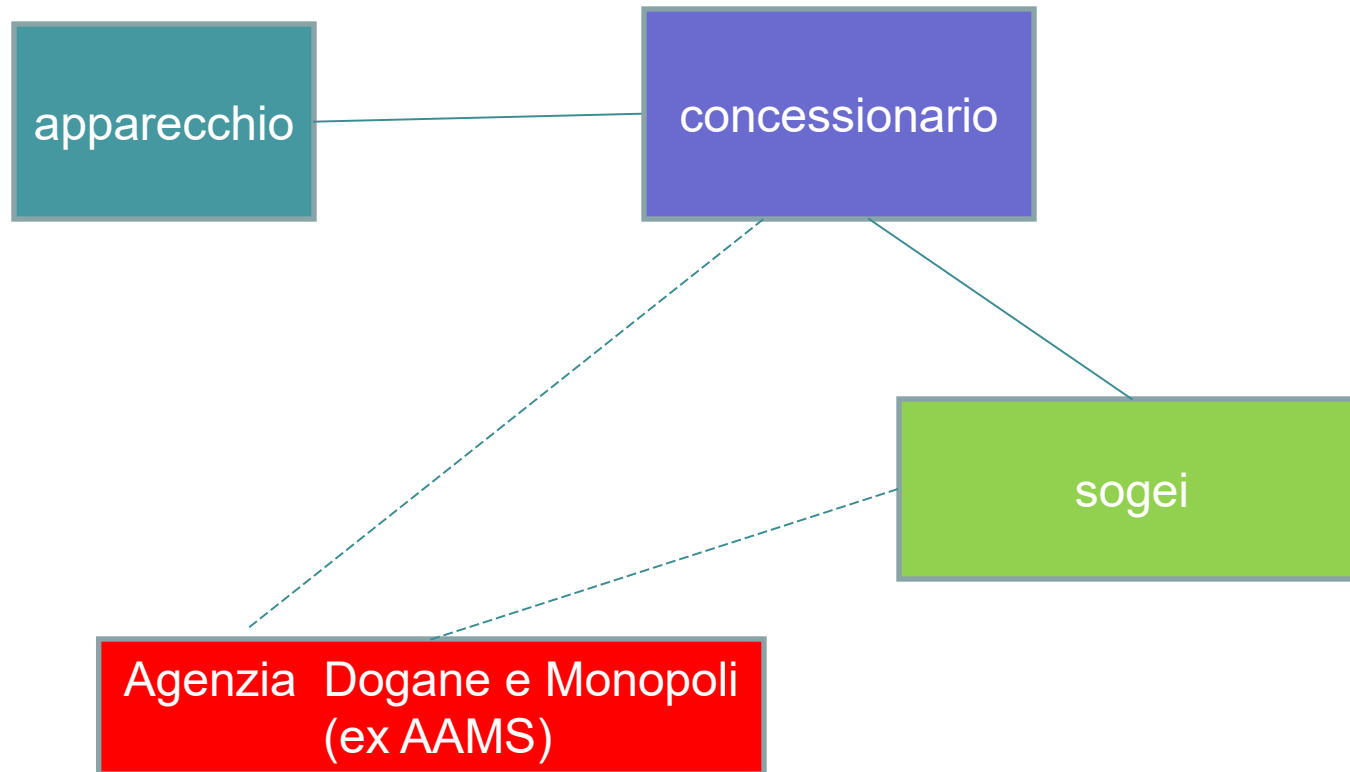 apparecchio
concessionario
sogei
Agenzia  Dogane e Monopoli
(ex AAMS)